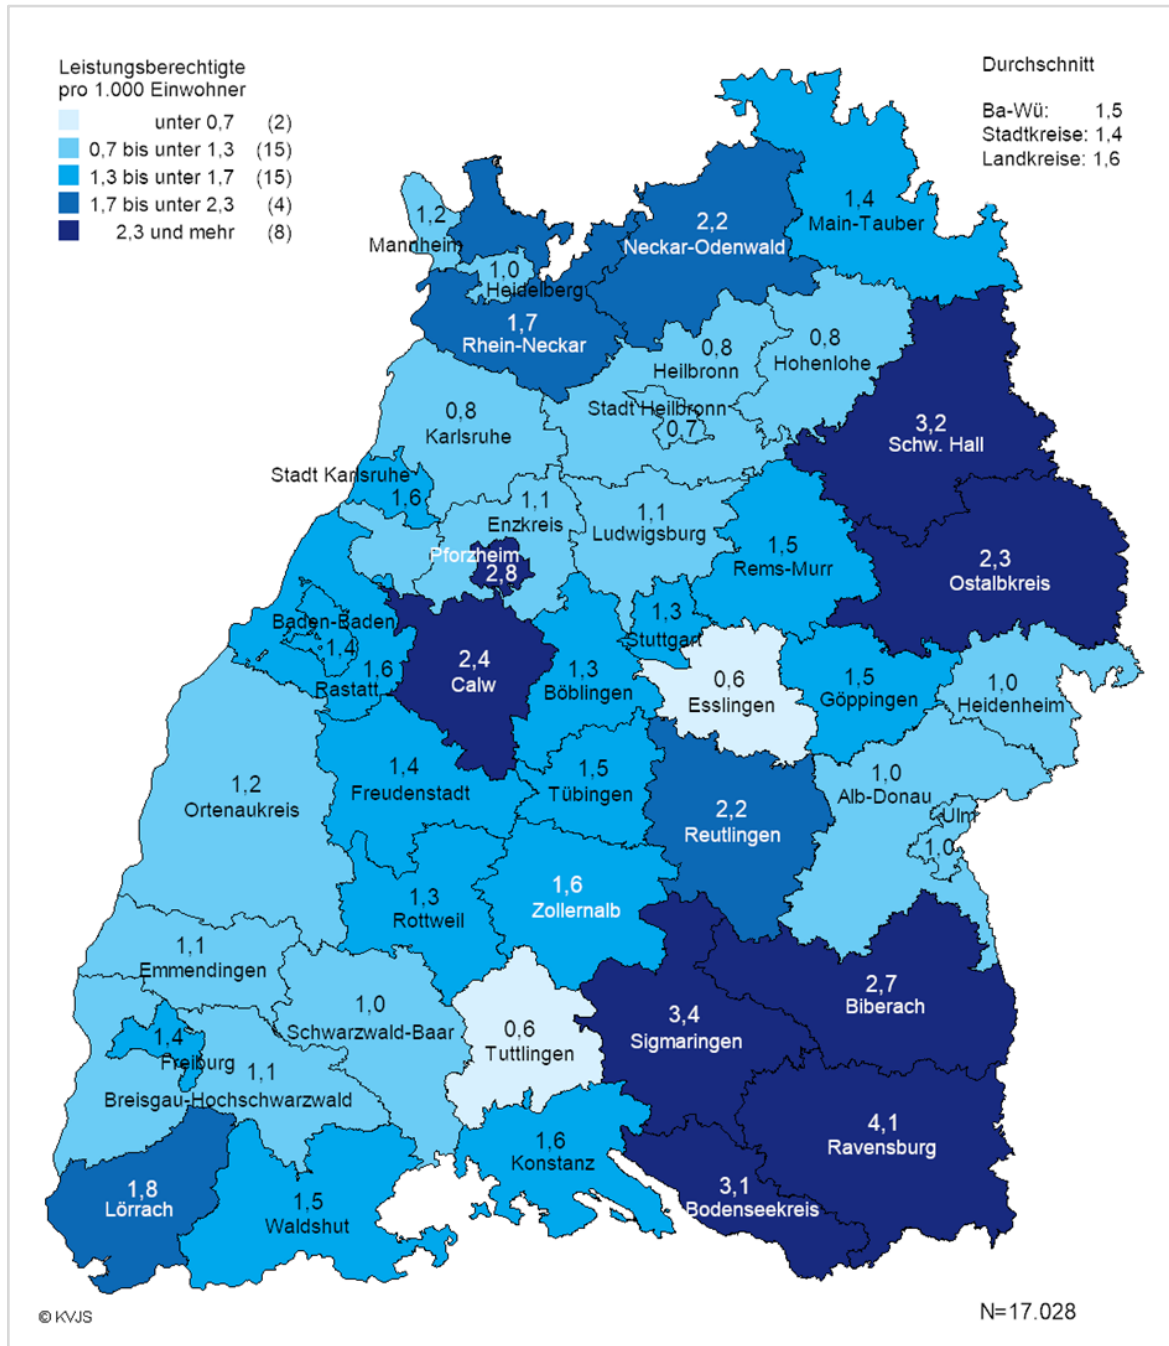 Leistungsberechtigte
pro 1.000 Einwohner
unter 0,7 (2)
0,7 bis unter 1,3 (15)
1,3 bis unter 1,7 (15)
1,7 bis unter 2,3 (4)
2,3 und mehr (8)
Durchschnitt
Ba-Wü: 1,5
Stadtkreise: 1,4
Landkreise: 1,6
1,4
Main-Tauber
1,2
Mannheim
2,2
Neckar-Odenwald
1,0
Heidelberg
1,7
Rhein-Neckar
0,8
Heilbronn
0,8
Hohenlohe
0,8
Karlsruhe
Stadt Heilbronn
0,7
3,2
Schw. Hall
Stadt Karlsruhe
1,6
1,1
Enzkreis
1,1
Ludwigsburg
Pforzheim
2,8
1,5
Rems-Murr
2,3
Ostalbkreis
Baden-Baden
1,4
1,6
Rastatt
2,4
Calw
1,3
Böblingen
1,3
Stuttgart
0,6
Esslingen
1,5
Göppingen
1,0
Heidenheim
1,2
Ortenaukreis
1,4
Freudenstadt
1,5
Tübingen
2,2
Reutlingen
1,0
Alb-Donau
Ulm
1,0
1,3
Rottweil
1,6
Zollernalb
1,1
Emmendingen
1,0
Schwarzwald-Baar
0,6
Tuttlingen
3,4
Sigmaringen
2,7
Biberach
1,4
Freiburg
1,1
Breisgau-Hochschwarzwald
1,8
Lörrach
1,5
Waldshut
1,6
Konstanz
3,1
Bodenseekreis
4,1
Ravensburg
© KVJS
N=17.028